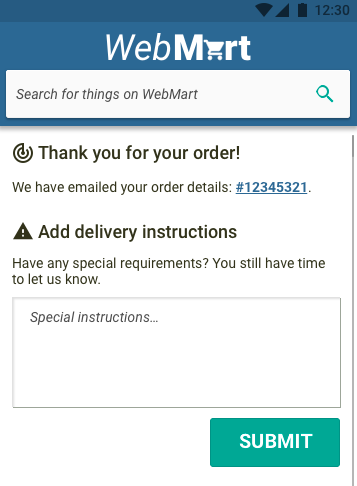 12:30
WebMart
Search for things on WebMart
Thank you for your order!
We have emailed your order details: #12345321.
Add delivery instructions
Have any special requirements? You still have time
to let us know.
Special instructions...
SUBMIT